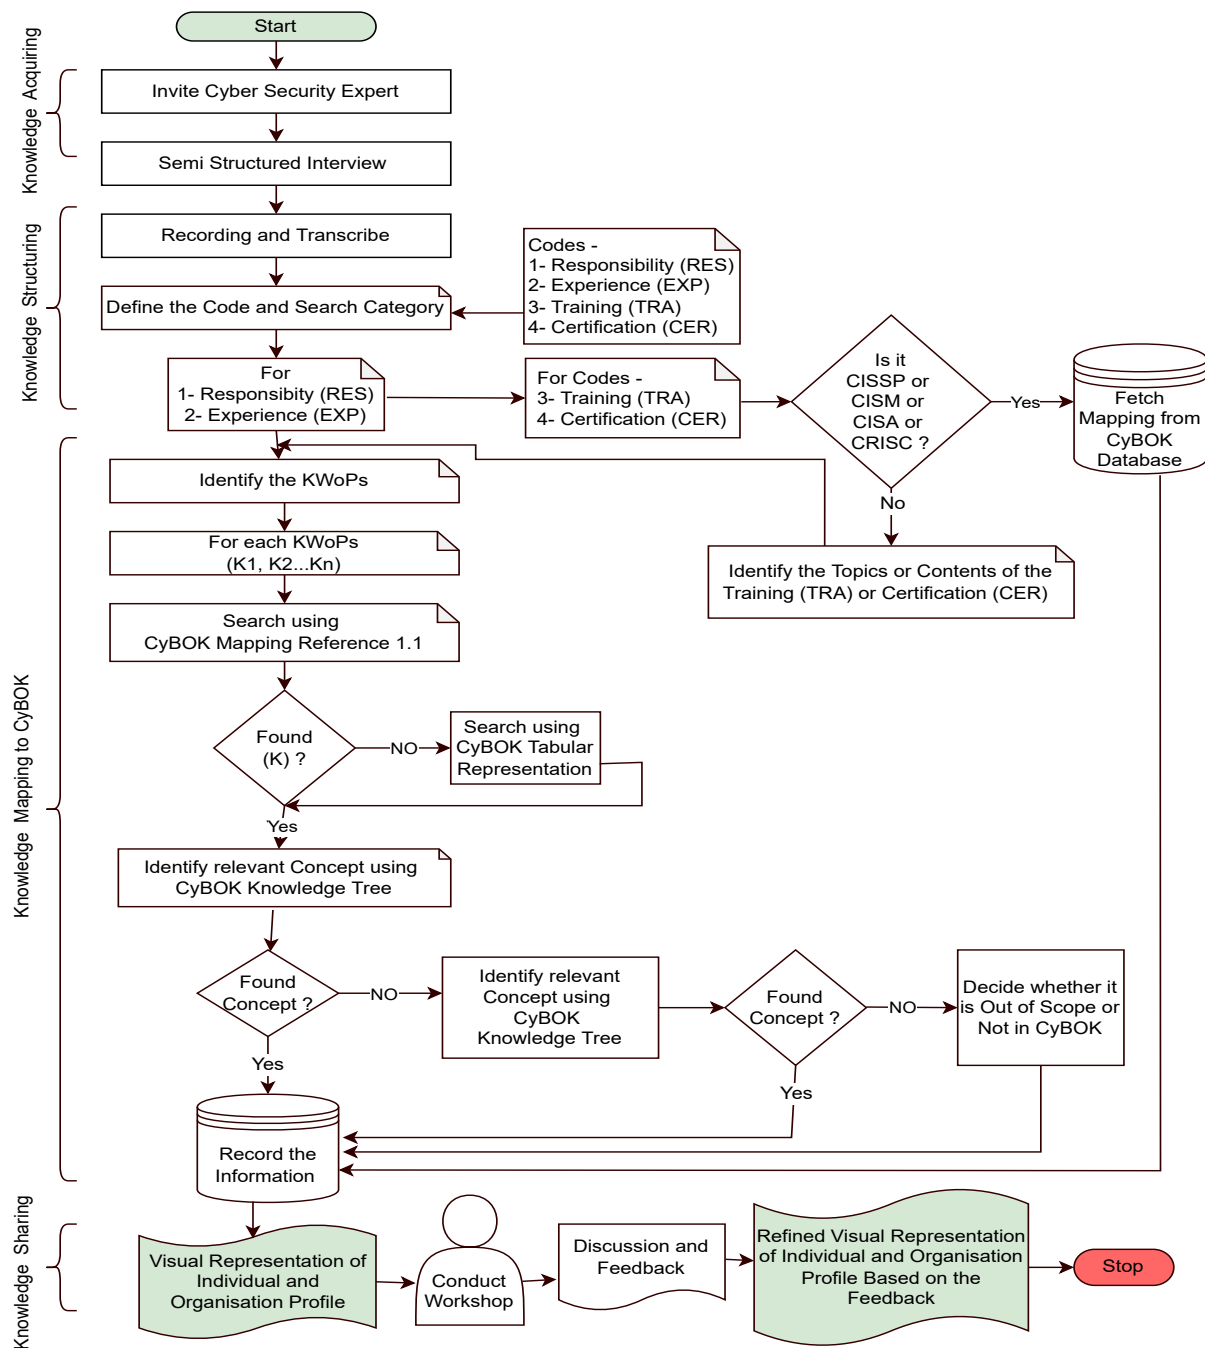 Start
Knowledge Acquiring
Invite Cyber Security Expert
Semi Structured Interview
Knowledge Structuring
Recording and Transcribe
Define the Code and Search Category
Codes -
1- Responsibility (RES)
2- Experience (EXP)
3- Training (TRA)
4- Certification (CER)
For
1- Responsibity (RES)
2- Experience (EXP)
For Codes -
3- Training (TRA)
4- Certification (CER)
Is it
CISSP or
CISM or
CISA or
CRISC ?
Yes
Fetch
Mapping from
CyBOK
Database
No
Identify the Topics or Contents of the
Training (TRA) or Certification (CER)
Knowledge Mapping to CyBOK
Identify the KWoPs
For each KWoPs
(K1, K2...Kn)
Search using
CyBOK Mapping Reference 1.1
Found
(K) ?
NO
Search using
CyBOK Tabular
Representation
Yes
Identify relevant Concept using
CyBOK Knowledge Tree
Found
Concept ?
NO
Identify relevant
Concept using
CyBOK
Knowledge Tree
Found
Concept ?
NO
Decide whether it
is Out of Scope or
Not in CyBOK
Yes
Yes
Record the
Information
Knowledge Sharing
Visual Representation of
Individual and
Organisation Profile
Conduct
Workshop
Discussion and
Feedback
Refined Visual Representation
of Individual and Organisation
Profile Based on the
Feedback
Stop